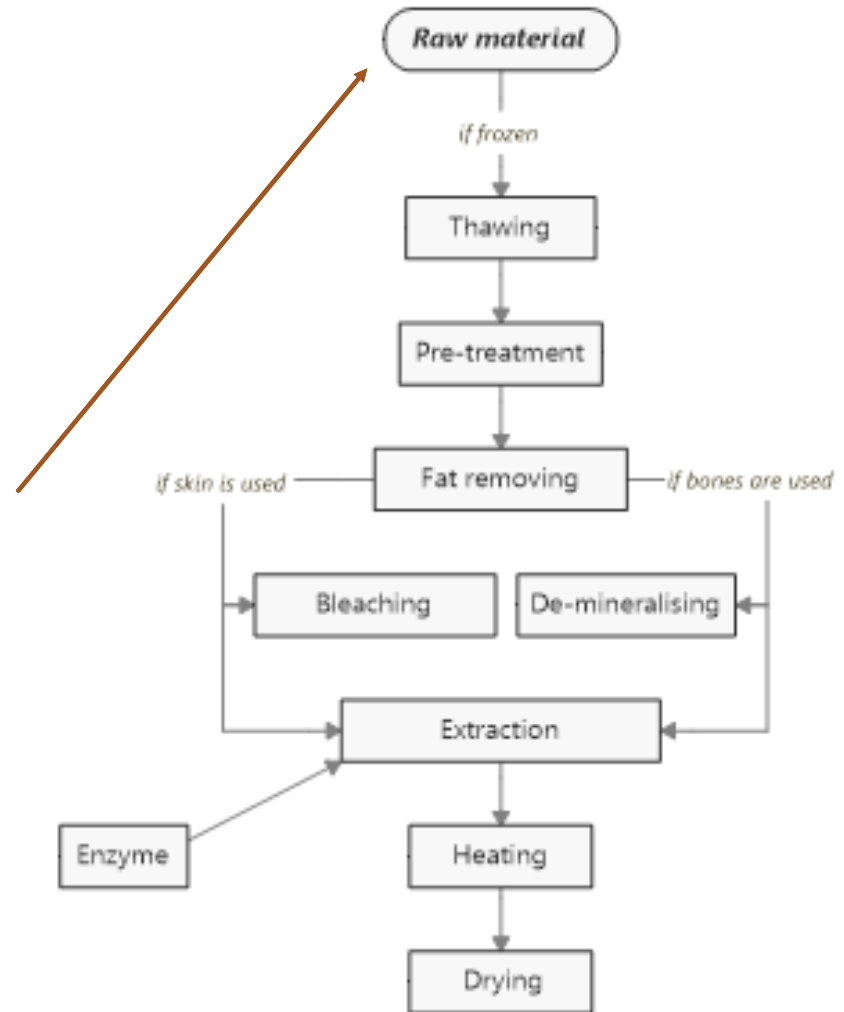 Raw material
if frozen
Thawing
Pre-treatment
Fat removing
if skin is used
if bones are used
Bleaching
De-mineralising
Extraction
Enzyme
Heating
Drying